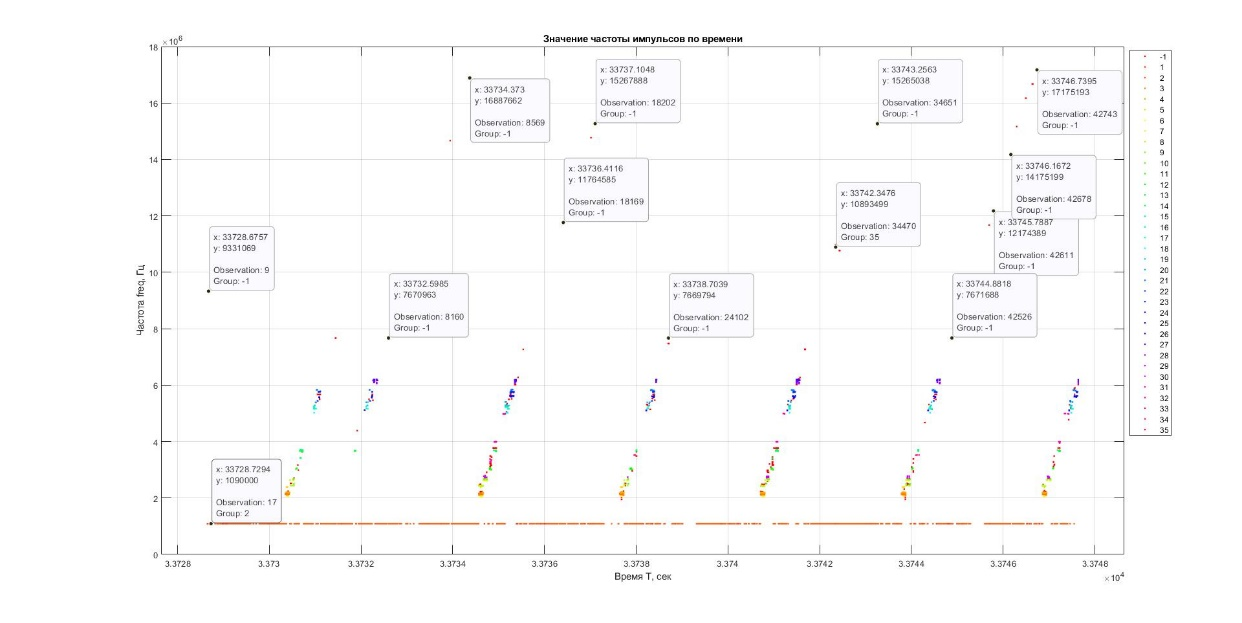 Значение частоты импульсов по времени
×10^6
18
16
14
12
10
8
6
4
2
0
Частота freq, Гц
x: 33728.6757
y: 9331069
Observation: 9
Group: -1
x: 33728.7294
y: 1090000
Observation: 17
Group: 2
x: 33732.5985
y: 7670963
Observation: 8160
Group: -1
x: 33734.373
y: 16887662
Observation: 8569
Group: -1
x: 33737.1048
y: 15267888
Observation: 18202
Group: -1
x: 33736.4116
y: 11764585
Observation: 18169
Group: -1
x: 33738.7039
y: 7669794
Observation: 24102
Group: -1
x: 33743.2563
y: 15265038
Observation: 34651
Group: -1
x: 33742.3476
y: 10893499
Observation: 34470
Group: 35
x: 33746.7395
y: 17175193
Observation: 42743
Group: -1
x: 33746.1672
y: 14175199
Observation: 42678
Group: -1
x: 33745.7887
y: 12174389
Observation: 42611
Group: -1
x: 33744.8818
y: 7671688
Observation: 42526
Group: -1
3.3728
3.373
3.3732
3.3734
3.3736
3.3738
3.374
3.3742
3.3744
3.3746
3.3748
×10^4
Время T, сек
-1
1
2
3
4
5
6
7
8
9
10
11
12
13
14
15
16
17
18
19
20
21
22
23
24
25
26
27
28
29
30
31
32
33
34
35